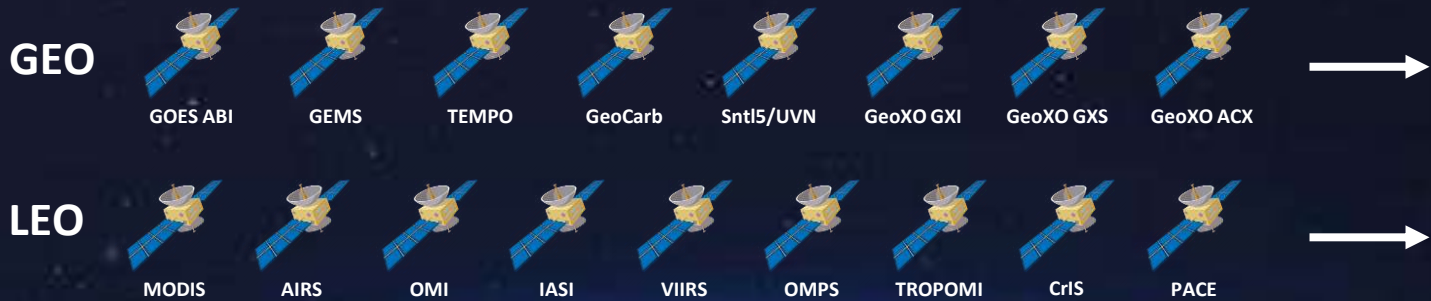 GEO
GOES ABI GEMS TEMPO GeoCarb Sntl5/UVN GeoXO GXI GeoXO GXS GeoXO ACX
LEO
MODIS AIRS OMI IASI VIIRS OMPS TROPOMI CrIS PACE